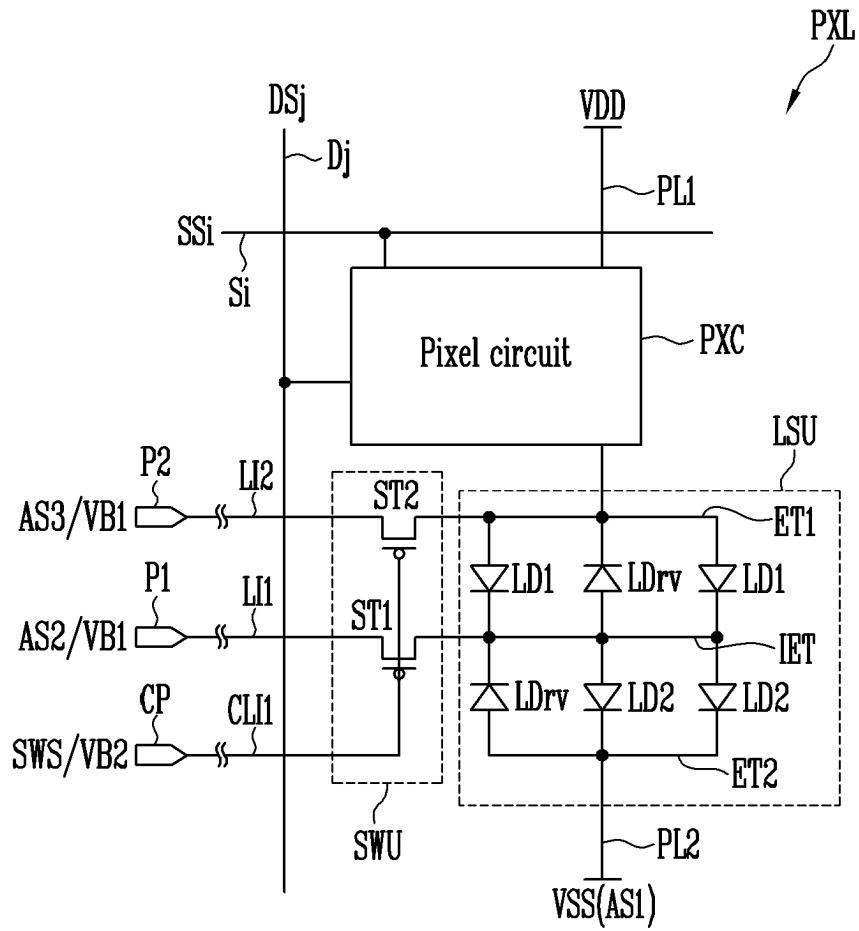 PXL
DSj
VDD
Dj
PL1
SSi
Si
Pixel circuit
PXC
LSU
P2
LI2
ST2
AS3/VB1
ET1
LD1
LDrv
LD1
P1
LI1
ST1
AS2/VB1
IET
CP
CLI1
LDrv
LD2
LD2
SWS/VB2
ET2
SWU
PL2
VSS(AS1)